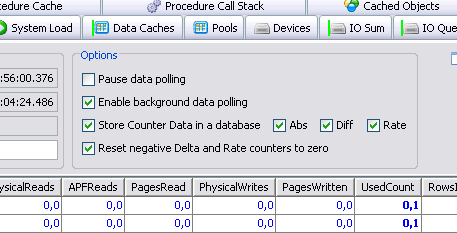 edure Cache Procedure Call Stack Cached Objects
System Load Data Caches Pools Devices IO Sum IO Que
Options
:56:00.376 Pause data polling
:04:24.486 Enable background data polling
Store Counter Data in a database Abs Diff Rate
Reset negative Delta and Rate counters to zero
ysicalReads APFReads PagesRead PhysicalWrites PagesWritten UsedCount RowsI
0,0 0,0 0,0 0,0 0,0 0,1
0,0 0,0 0,0 0,0 0,0 0,1